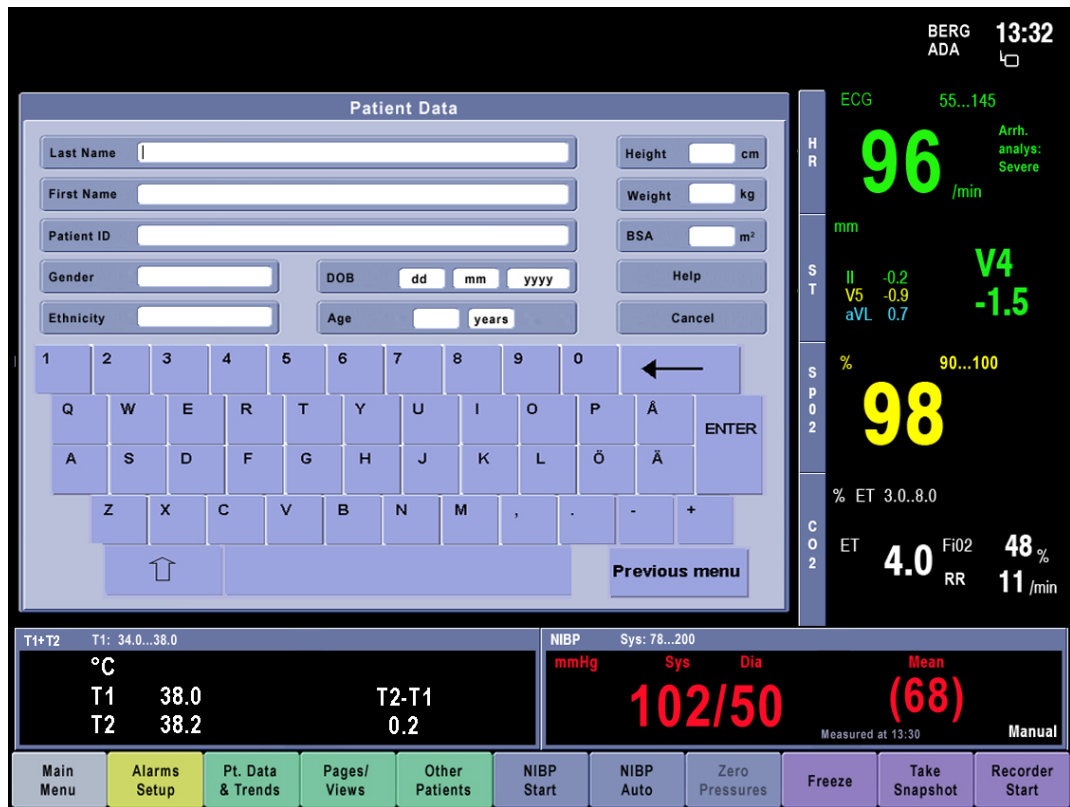 BERG
ADA
13:32
Patient Data
Last Name
Height cm
First Name
Weight kg
Patient ID
BSA m²
Gender
DOB dd mm yyyy
Help
Ethnicity
Age years
Cancel
1 2 3 4 5 6 7 8 9 0
Q W E R T Y U I O P Å
ENTER
A S D F G H J K L Ö Ä
Z X C V B N M , . - +
Previous menu
HR
ECG 55...145
96 /min
Arrh.
analys:
Severe
ST
mm
II -0.2
V5 -0.9
aVL 0.7
V4
-1.5
Sp02
% 90...100
98
CO2
% ET 3.0..8.0
ET 4.0
Fi02 48 %
RR 11 /min
T1+T2 T1: 34.0...38.0
°C
T1 38.0
T2 38.2
T2-T1
0.2
NIBP Sys: 78...200
mmHg Sys Dia Mean
102/50 (68)
Measured at 13:30
Manual
Main
Menu
Alarms
Setup
Pt. Data
& Trends
Pages/
Views
Other
Patients
NIBP
Start
NIBP
Auto
Zero
Pressures
Freeze
Take
Snapshot
Recorder
Start